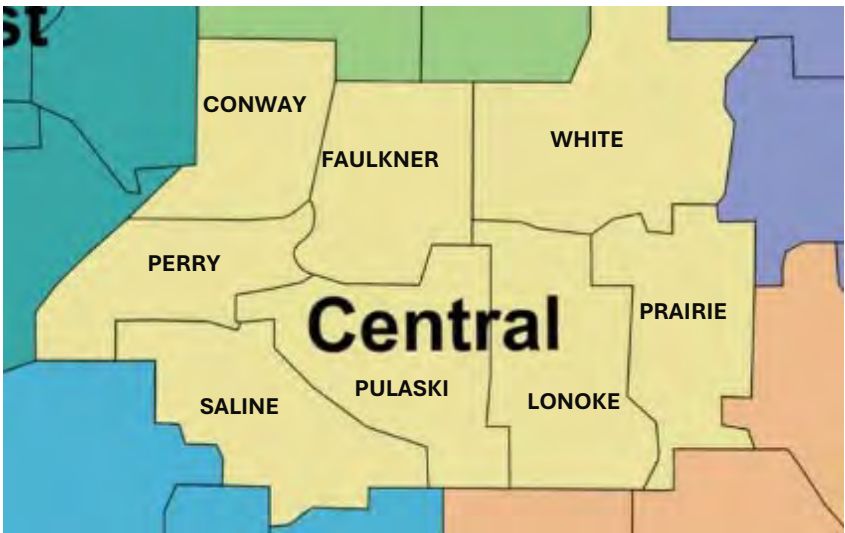 st
CONWAY
WHITE
FAULKNER
PERRY
PRAIRIE
Central
PULASKI
LONOKE
SALINE